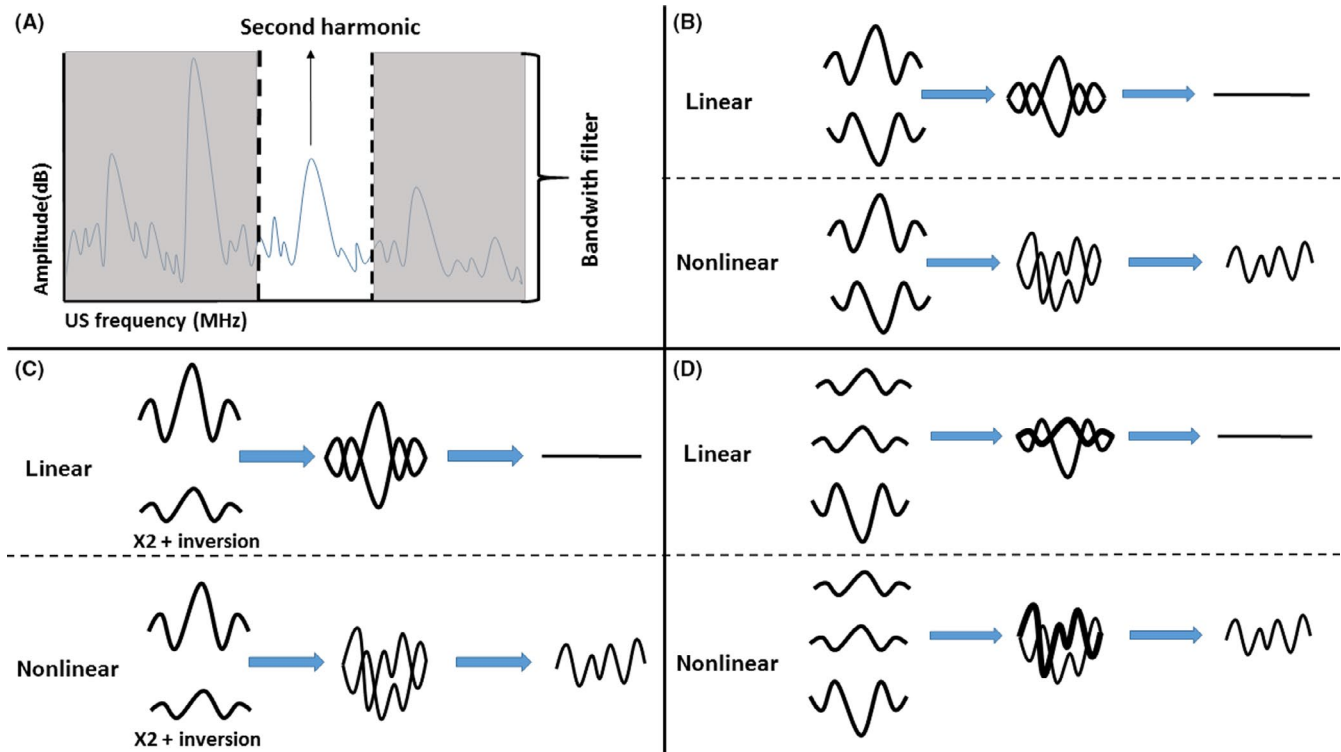 (A)
Second harmonic
Amplitude(dB)
US frequency (MHz)
Bandwith filter
(B)
Linear
Nonlinear
(C)
Linear
X2 + inversion
Nonlinear
X2 + inversion
(D)
Linear
Nonlinear